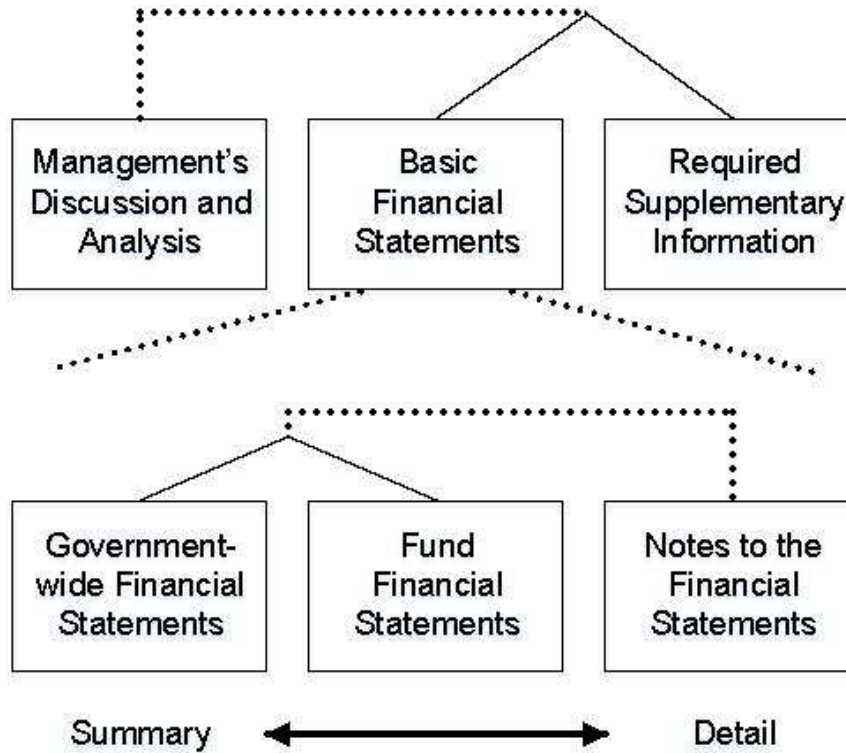 Management's
Discussion and
Analysis
Basic
Financial
Statements
Required
Supplementary
Information
Government-
wide Financial
Statements
Fund
Financial
Statements
Notes to the
Financial
Statements
Summary
Detail